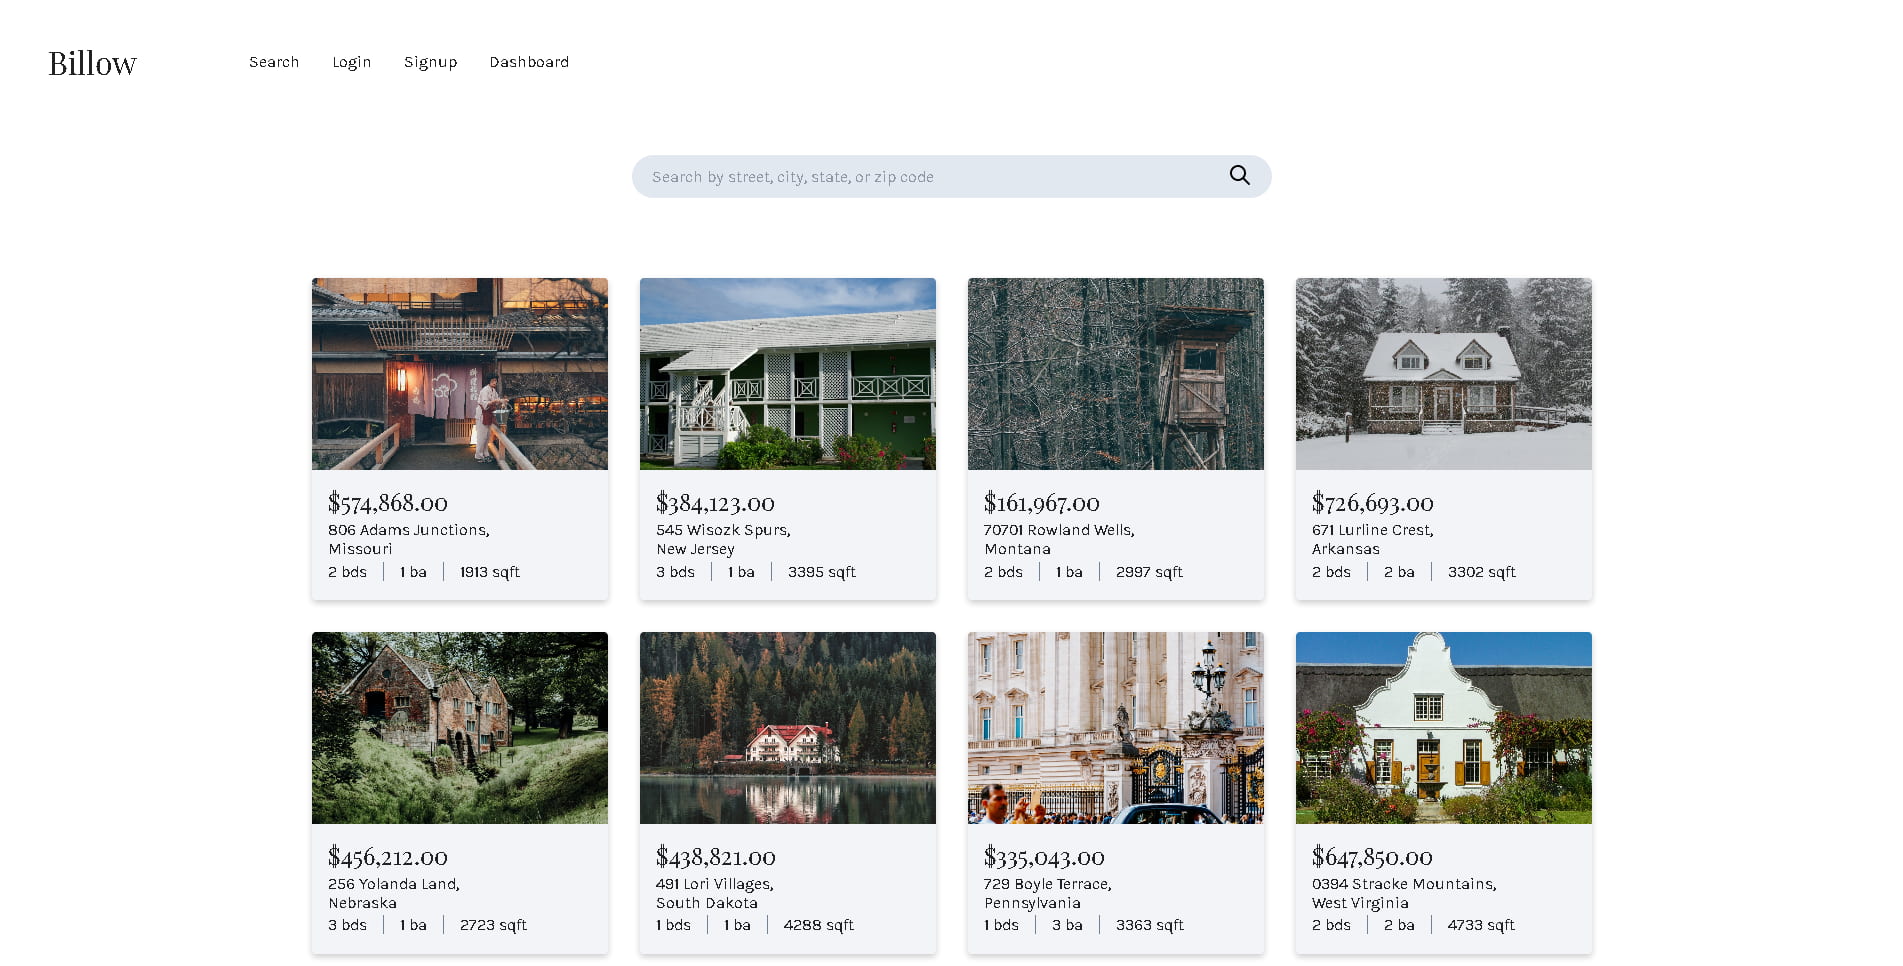 Billow
Search
Login
Signup
Dashboard
Search by street, city, state, or zip code
$574,868.00
806 Adams Junctions,
Missouri
2 bds
1 ba
1913 sqft
$384,123.00
545 Wisozk Spurs,
New Jersey
3 bds
1 ba
3395 sqft
$161,967.00
70701 Rowland Wells,
Montana
2 bds
1 ba
2997 sqft
$726,693.00
671 Lurline Crest,
Arkansas
2 bds
2 ba
3302 sqft
$456,212.00
256 Yolanda Land,
Nebraska
3 bds
1 ba
2723 sqft
$438,821.00
491 Lori Villages,
South Dakota
1 bds
1 ba
4288 sqft
$335,043.00
729 Boyle Terrace,
Pennsylvania
1 bds
3 ba
3363 sqft
$647,850.00
0394 Stracke Mountains,
West Virginia
2 bds
2 ba
4733 sqft